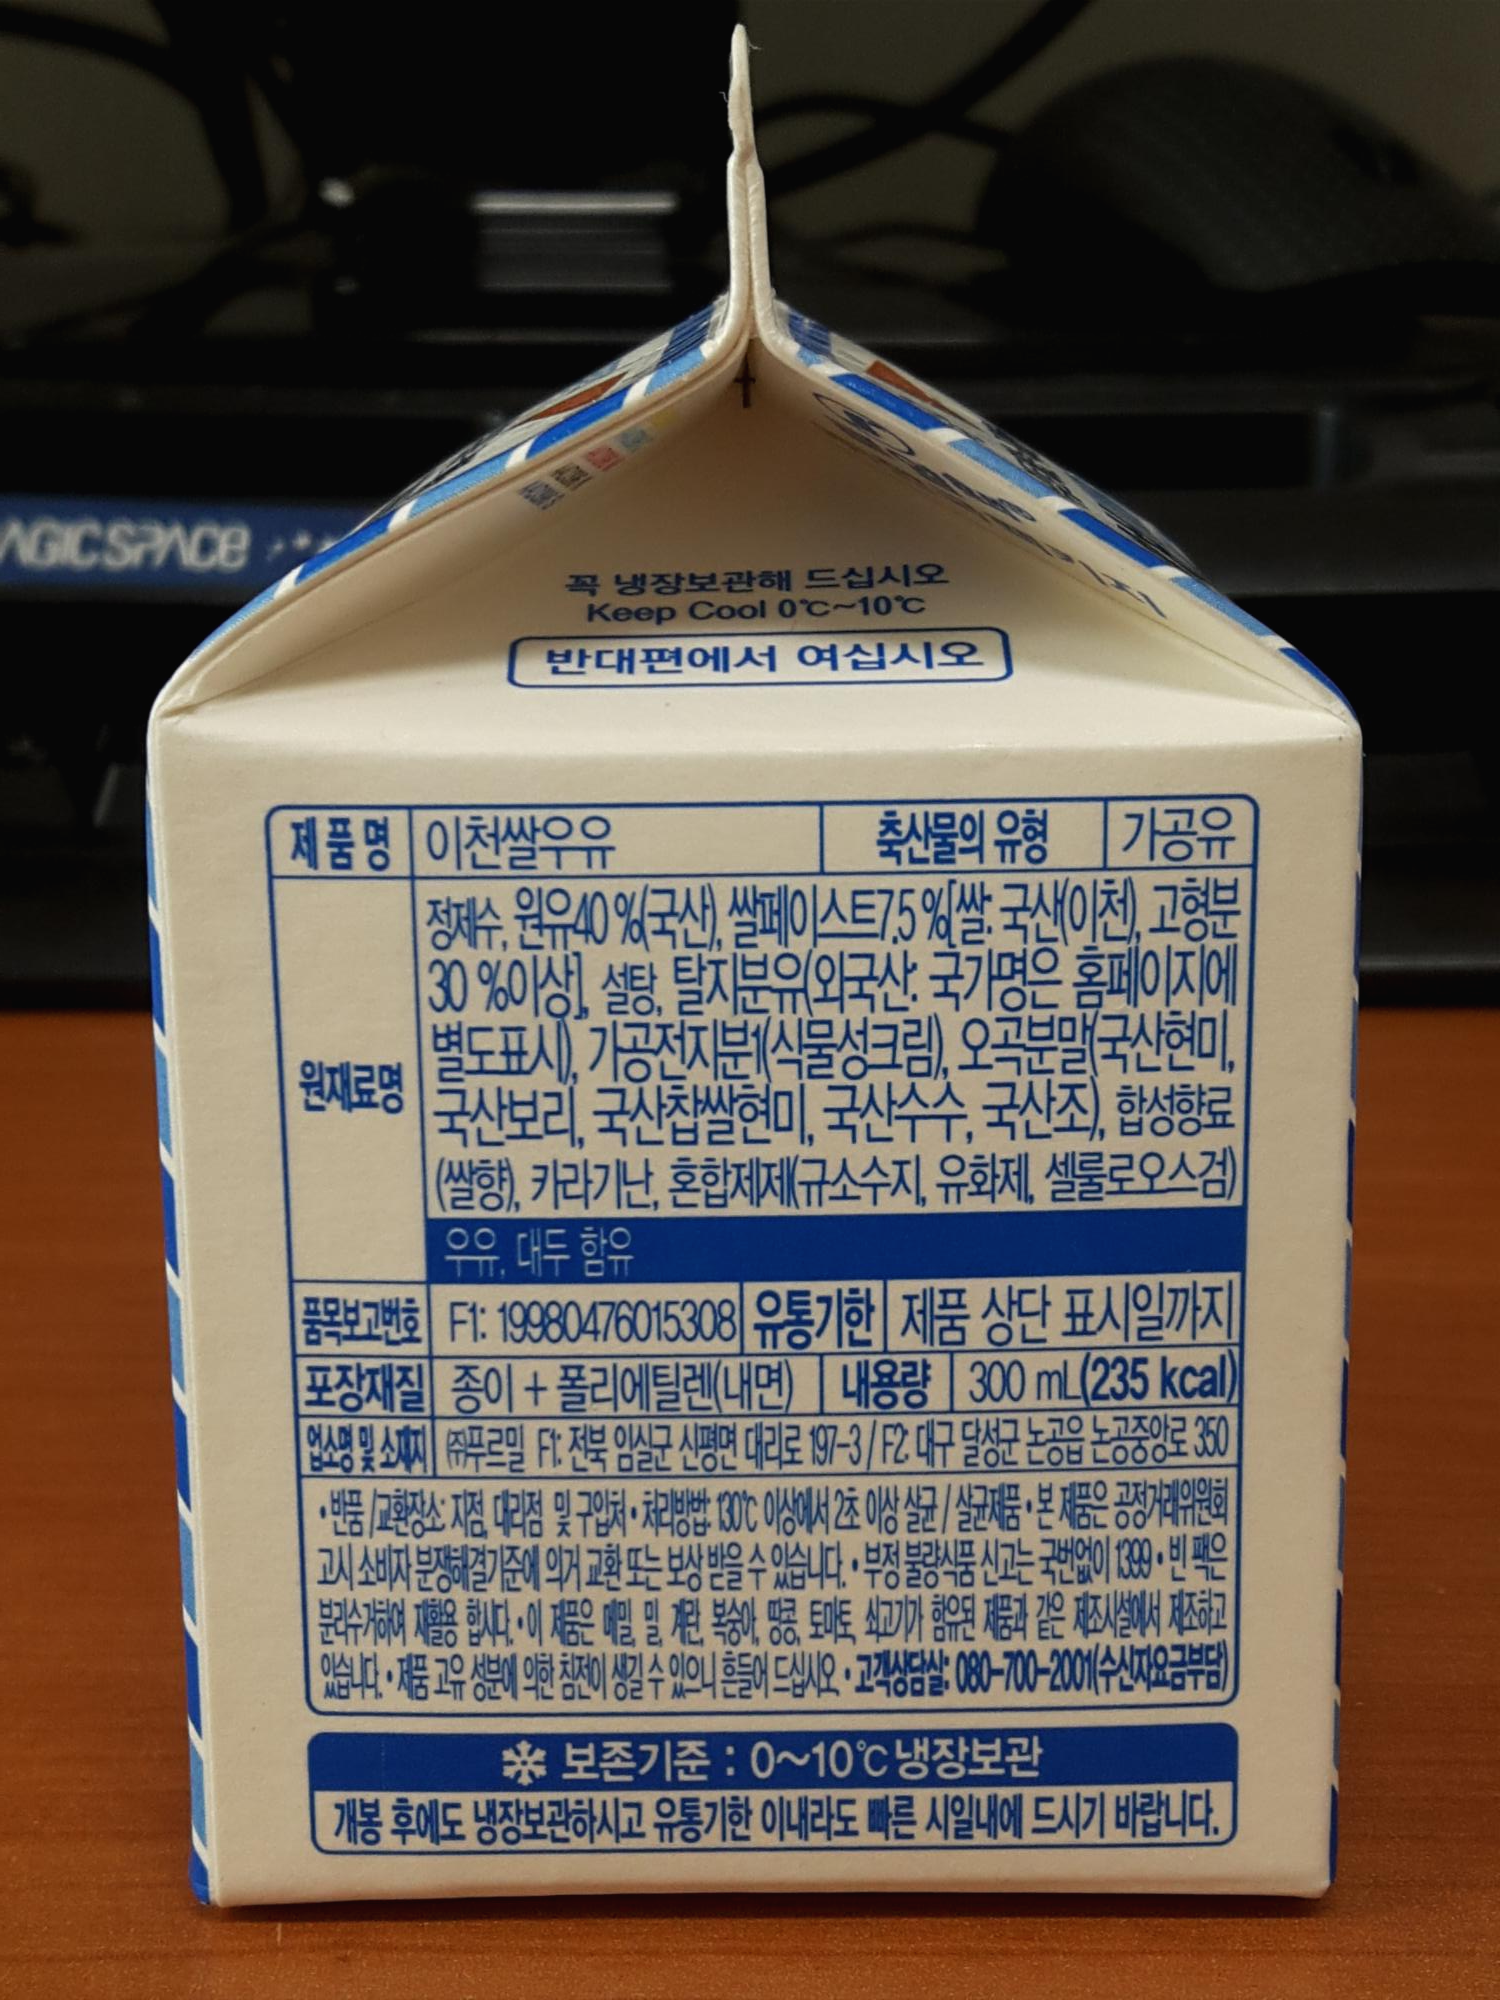 AGICSPACE
꼭 냉장보관해 드십시오
Keep Cool 0℃~10℃
반대편에서 여십시오
제품명 이천쌀우유 축산물의 유형 가공유
원재료명
정제수, 원유40 %(국산), 쌀페이스트7.5 %[쌀: 국산(이천), 고형분
30 %이상], 설탕, 탈지분유(외국산: 국가명은 홈페이지에
별도표시), 가공전지분1(식물성크림), 오곡분말(국산현미,
국산보리, 국산찹쌀현미, 국산수수, 국산조), 합성향료
(쌀향), 카라기난, 혼합제제(규소수지, 유화제, 셀룰로오스검)
우유, 대두 함유
품목보고번호 F1: 19980476015308 유통기한 제품 상단 표시일까지
포장재질 종이 + 폴리에틸렌(내면) 내용량 300 mL(235 kcal)
업소명 및 소재지 ㈜푸르밀 F1: 전북 임실군 신평면 대리로 197-3 / F2: 대구 달성군 논공읍 논공중앙로 350
• 반품/교환장소: 지점, 대리점 및 구입처 • 처리방법: 130℃ 이상에서 2초 이상 살균 / 살균제품 • 본 제품은 공정거래위원회
고시 소비자 분쟁해결기준에 의거 교환 또는 보상 받을 수 있습니다. • 부정 불량식품 신고는 국번없이 1399 • 빈 팩은
분리수거하여 재활용 합시다. • 이 제품은 메밀, 밀, 계란, 복숭아, 땅콩, 토마토, 쇠고기가 함유된 제품과 같은 제조시설에서 제조하고
있습니다. • 제품 고유 성분에 의한 침전이 생길 수 있으니 흔들어 드십시오. • 고객상담실: 080-700-2001(수신자요금부담)
보존기준 : 0~10℃ 냉장보관
개봉 후에도 냉장보관하시고 유통기한 이내라도 빠른 시일내에 드시기 바랍니다.